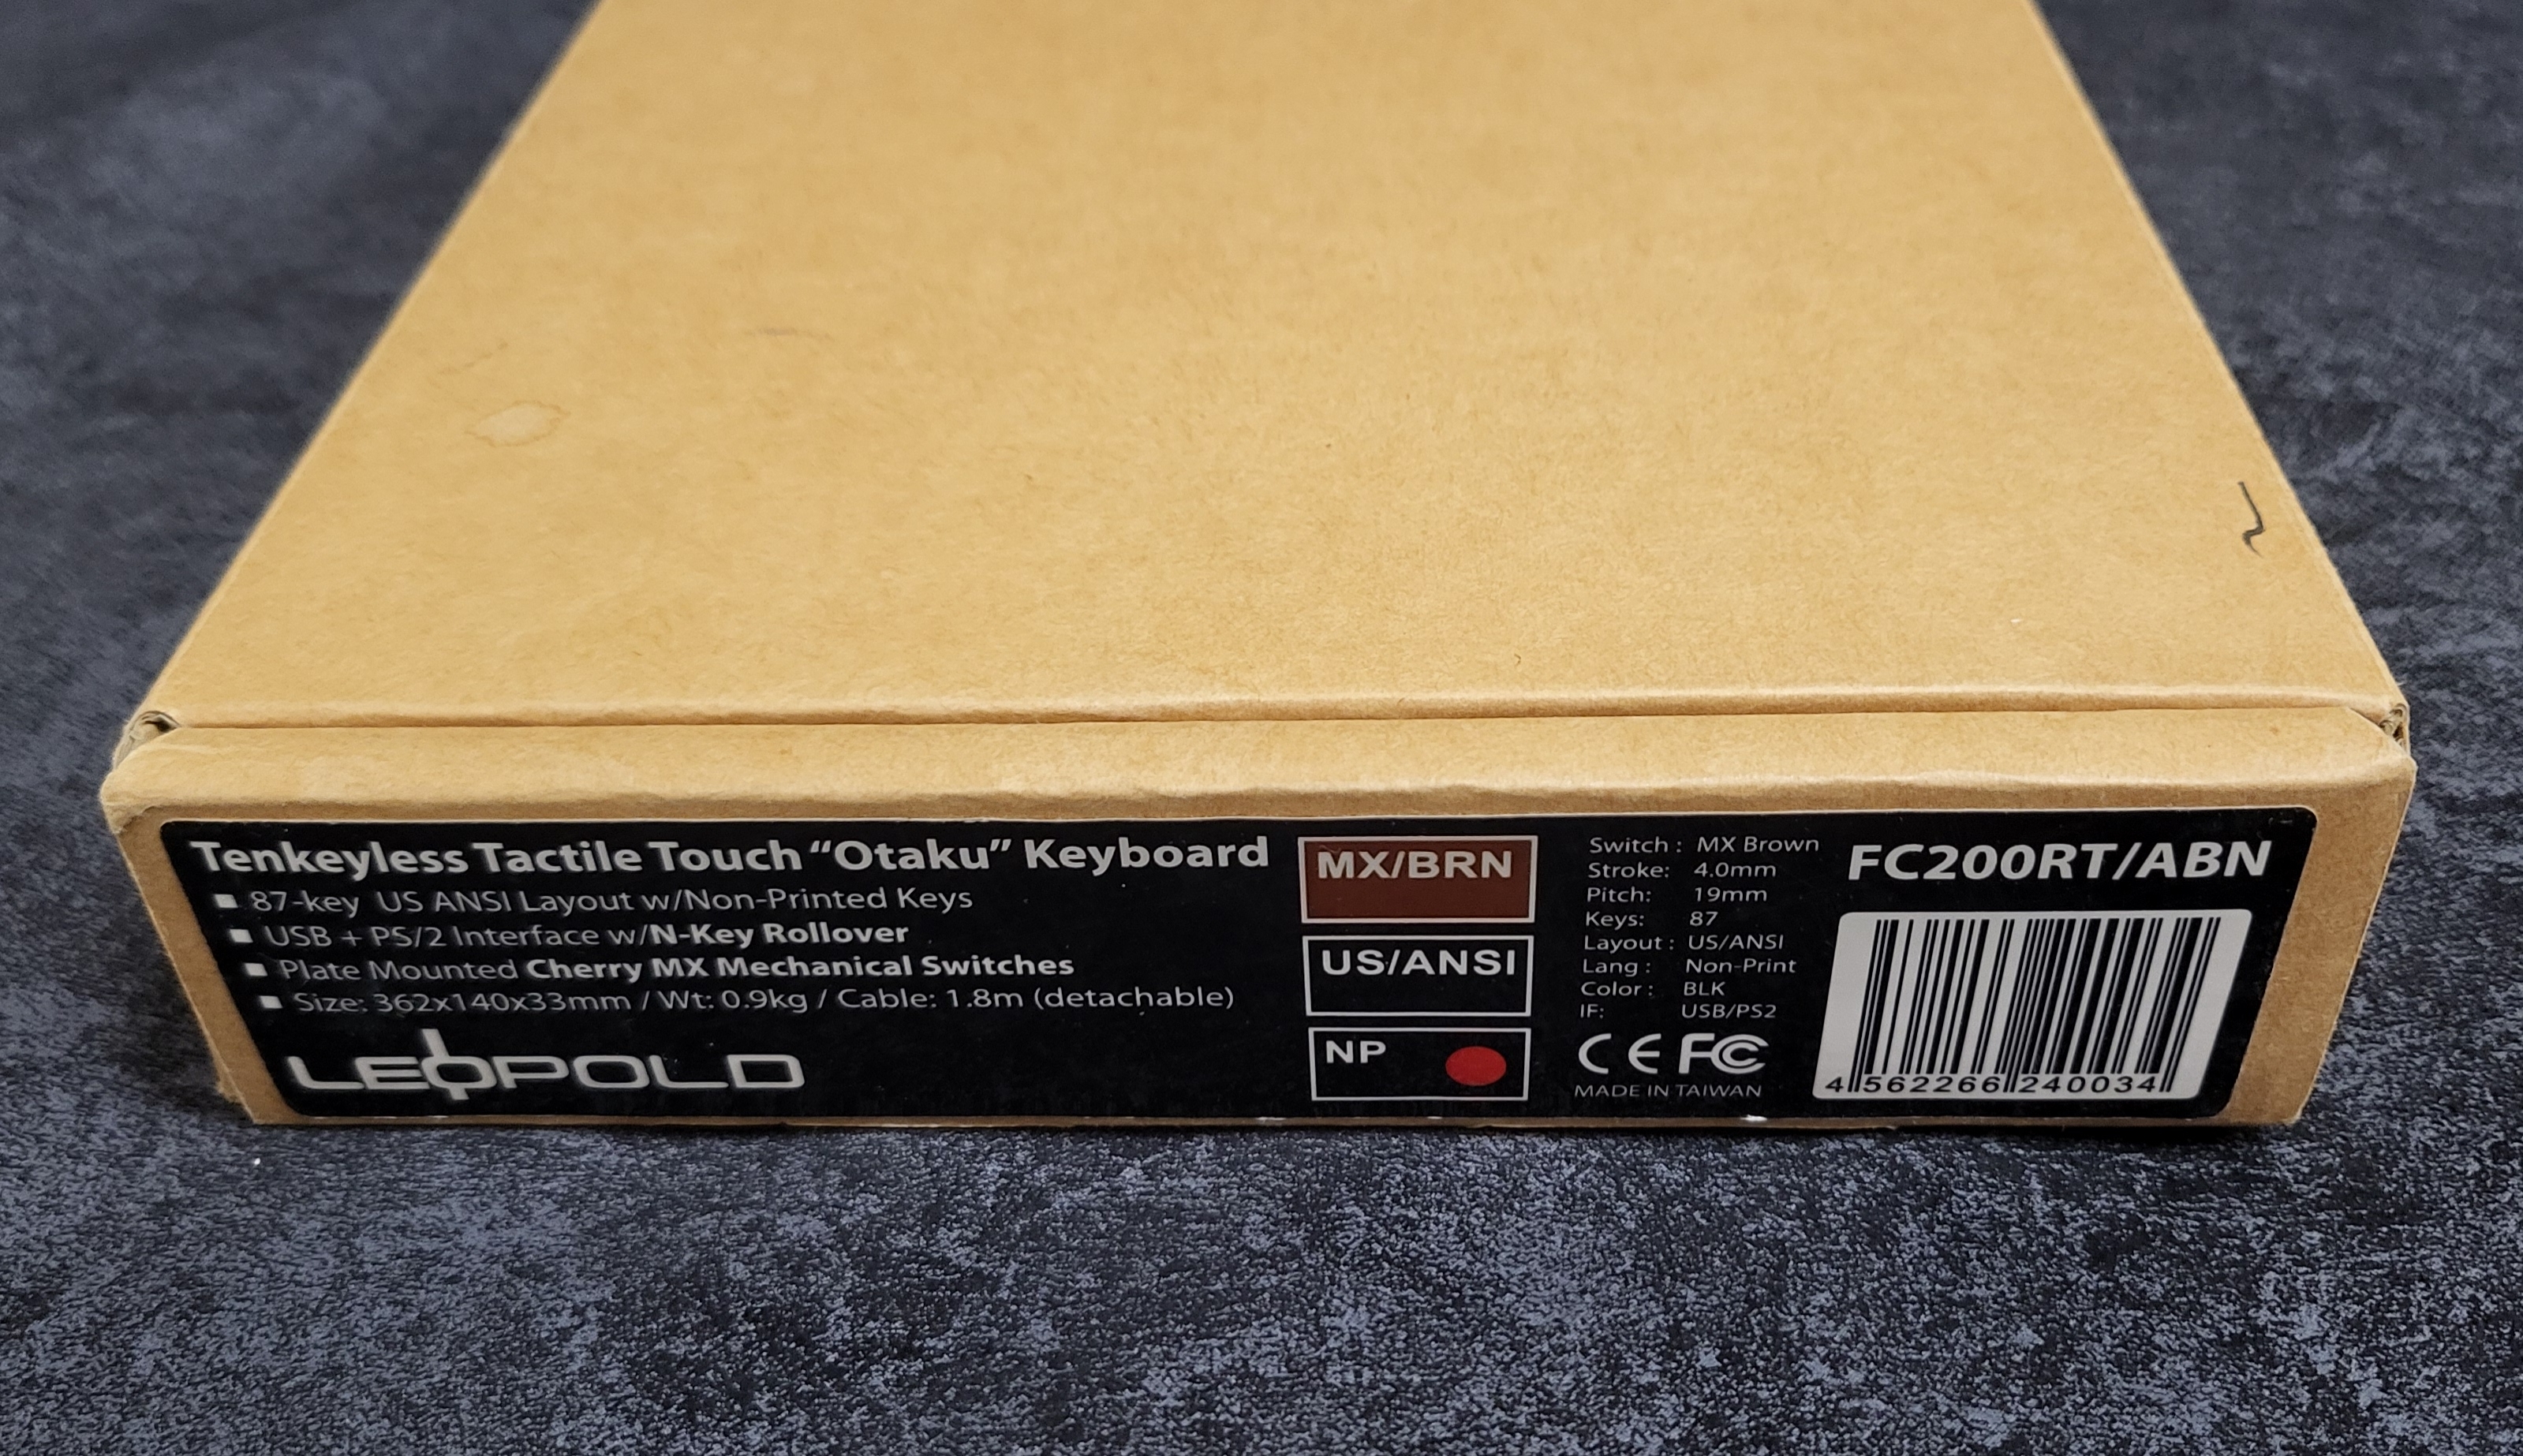 Tenkeyless Tactile Touch “Otaku” Keyboard
■ 87-key US ANSI Layout w/Non-Printed Keys
■ USB + PS/2 Interface w/N-Key Rollover
■ Plate Mounted Cherry MX Mechanical Switches
■ Size: 362x140x33mm / Wt: 0.9kg / Cable: 1.8m (detachable)
LEOPOLD
MX/BRN
US/ANSI
NP
Switch : MX Brown
Stroke: 4.0mm
Pitch: 19mm
Keys: 87
Layout : US/ANSI
Lang : Non-Print
Color : BLK
IF: USB/PS2
CE FC
MADE IN TAIWAN
FC200RT/ABN
4 562266 240034